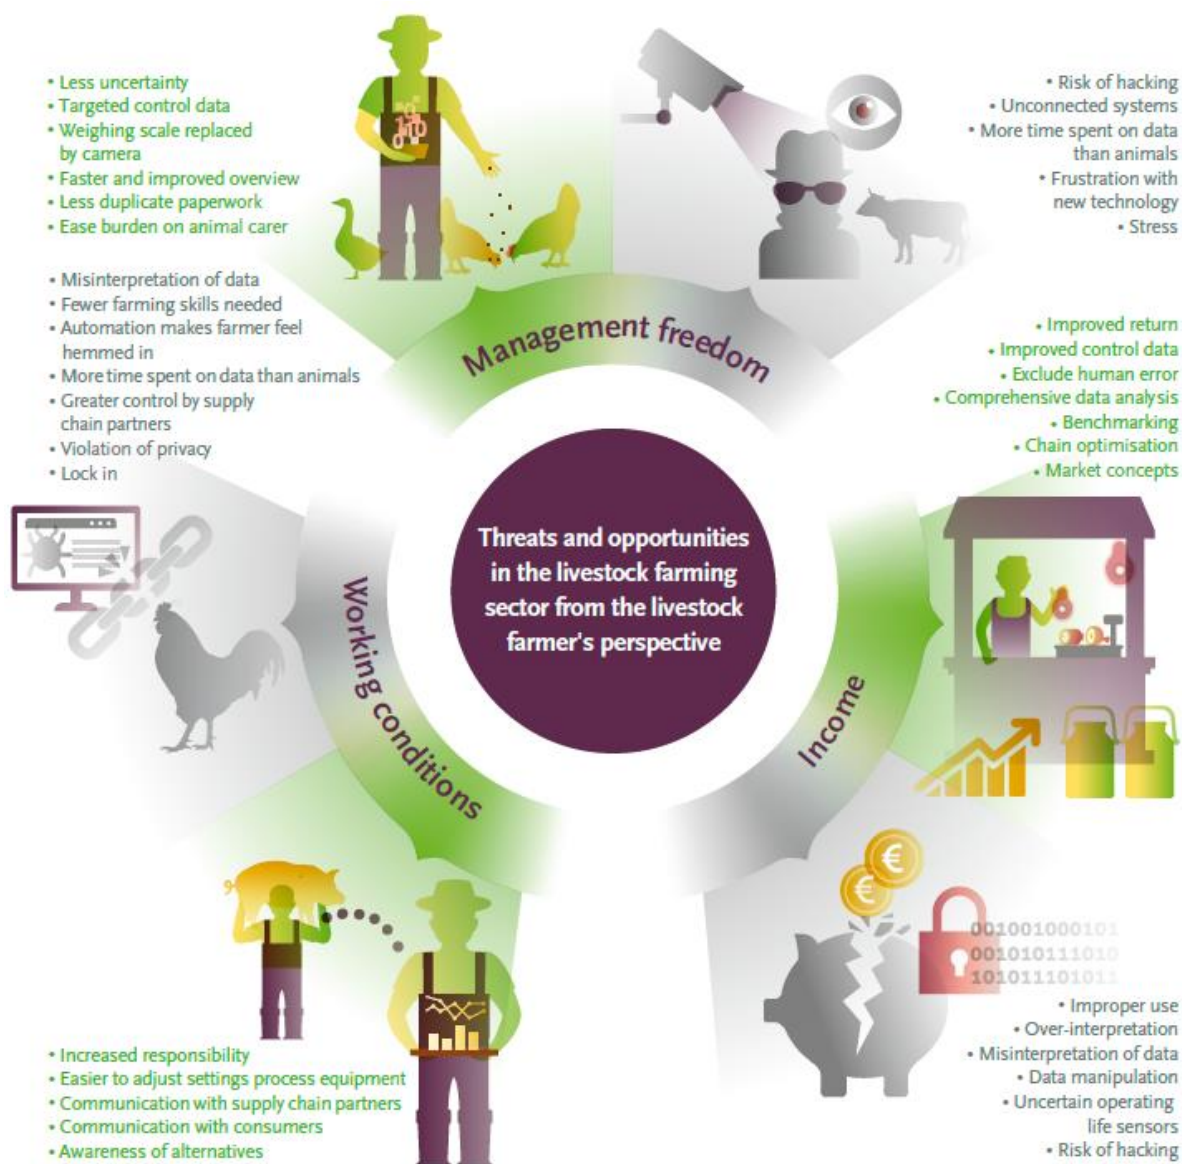 • Less uncertainty
• Targeted control data
• Weighing scale replaced
by camera
• Faster and improved overview
• Less duplicate paperwork
• Ease burden on animal carer
• Risk of hacking
• Unconnected systems
• More time spent on data
than animals
• Frustration with
new technology
• Stress
• Misinterpretation of data
• Fewer farming skills needed
• Automation makes farmer feel
hemmed in
• More time spent on data than animals
• Greater control by supply
chain partners
• Violation of privacy
• Lock in
Management freedom
• Improved return
• Improved control data
• Exclude human error
• Comprehensive data analysis
• Benchmarking
• Chain optimisation
• Market concepts
Threats and opportunities
in the livestock farming
sector from the livestock
farmer's perspective
Working conditions
Income
€
€
001001000101
001010111010
101011101011
• Increased responsibility
• Easier to adjust settings process equipment
• Communication with supply chain partners
• Communication with consumers
• Awareness of alternatives
• Improper use
• Over-interpretation
• Misinterpretation of data
• Data manipulation
• Uncertain operating
life sensors
• Risk of hacking